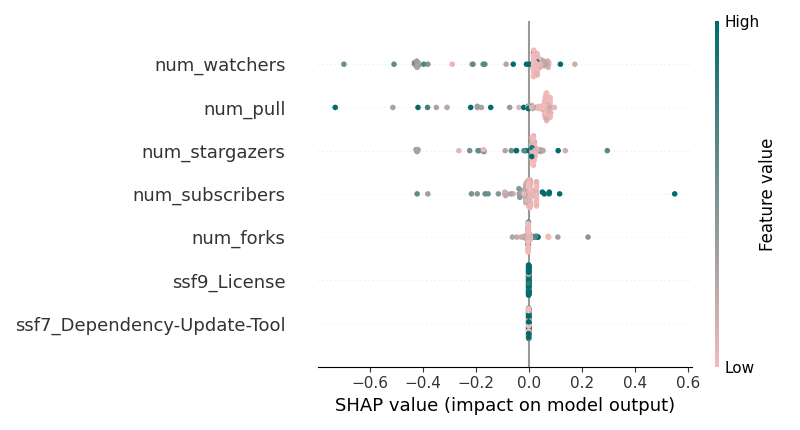 High
num_watchers
num_pull
num_stargazers
num_subscribers
num_forks
ssf9_License
ssf7_Dependency-Update-Tool
Feature value
Low
−0.6 −0.4 −0.2 0.0 0.2 0.4 0.6
SHAP value (impact on model output)